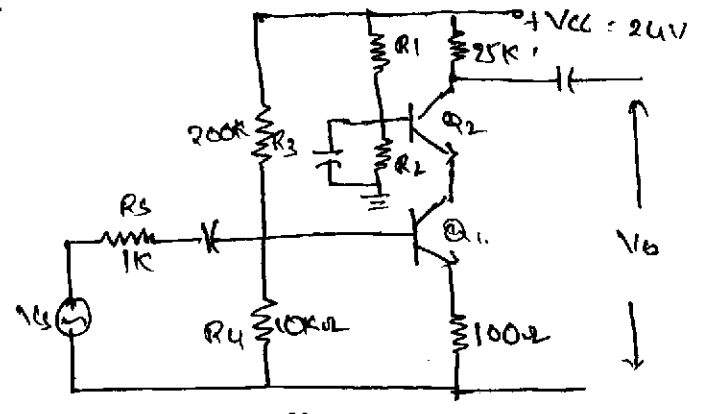 +VCC = 24V
R1
25K
Q2
200K
R3
R2
RS
1K
Q1
Vo
VS
R4
10KΩ
100Ω